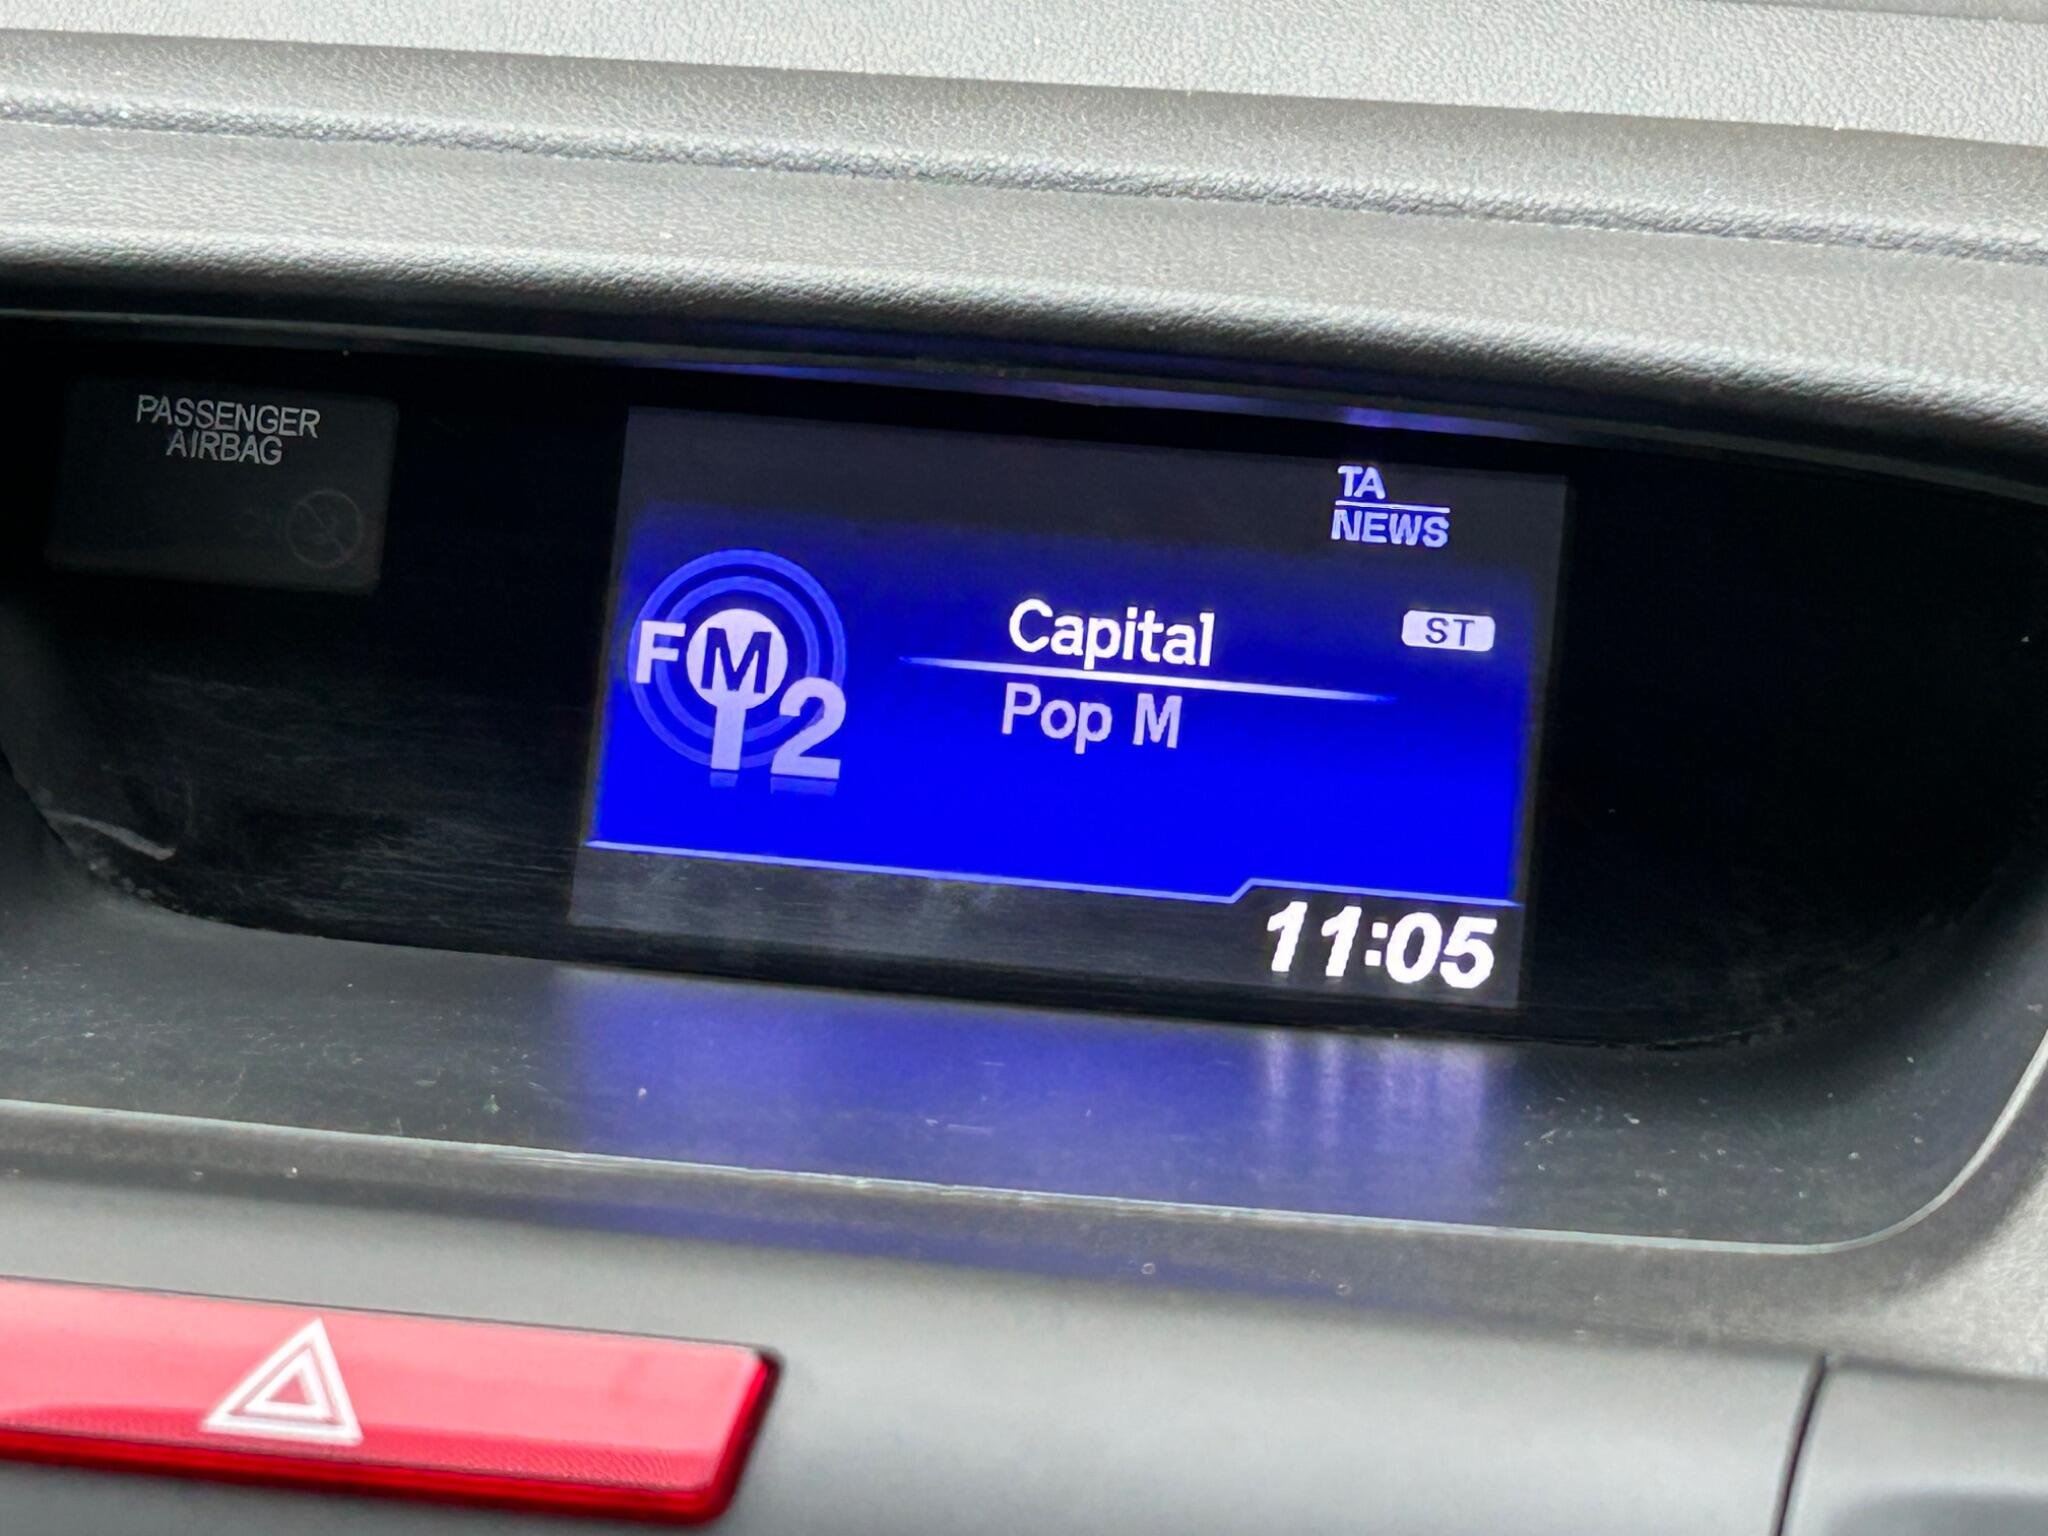 PASSENGER
AIRBAG
TA
NEWS
FM 2
Capital
ST
Pop M
11:05